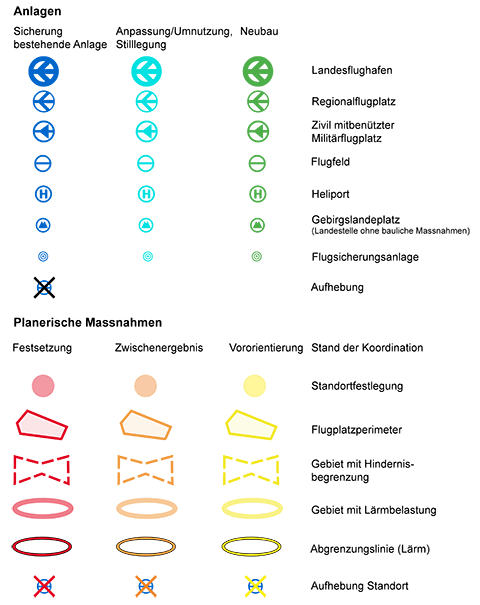 Anlagen
Sicherung
bestehende Anlage
Anpassung/Umnutzung,
Stilllegung
Neubau
Landesflughafen
Regionalflugplatz
Zivil mitbenützter
Militärflugplatz
Flugfeld
H H H Heliport
Gebirgslandeplatz
(Landestelle ohne bauliche Massnahmen)
Flugsicherungsanlage
Aufhebung
Planerische Massnahmen
Festsetzung Zwischenergebnis Vororientierung Stand der Koordination
Standortfestlegung
Flugplatzperimeter
Gebiet mit Hindernis-
begrenzung
Gebiet mit Lärmbelastung
Abgrenzungslinie (Lärm)
Aufhebung Standort